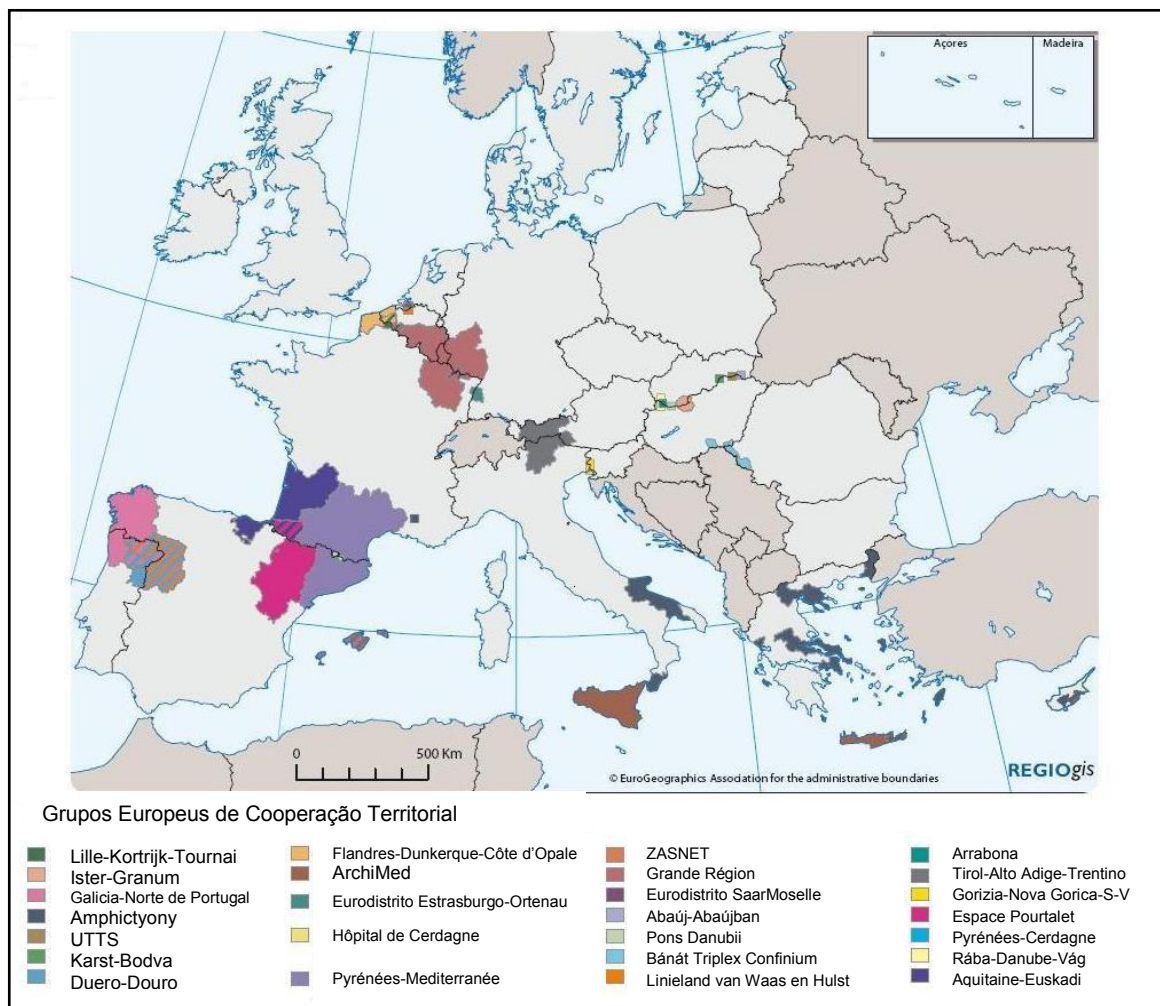 Açores Madeira
0 500 Km
© EuroGeographics Association for the administrative boundaries
REGIOgis
Grupos Europeus de Cooperação Territorial
Lille-Kortrijk-Tournai
Ister-Granum
Galicia-Norte de Portugal
Amphictyony
UTTS
Karst-Bodva
Duero-Douro
Flandres-Dunkerque-Côte d'Opale
ArchiMed
Eurodistrito Estrasburgo-Ortenau
Hôpital de Cerdagne
Pyrénées-Mediterranée
ZASNET
Grande Région
Eurodistrito SaarMoselle
Abaúj-Abaújban
Pons Danubii
Bánát Triplex Confinium
Linieland van Waas en Hulst
Arrabona
Tirol-Alto Adige-Trentino
Gorizia-Nova Gorica-S-V
Espace Pourtalet
Pyrénées-Cerdagne
Rába-Danube-Vág
Aquitaine-Euskadi